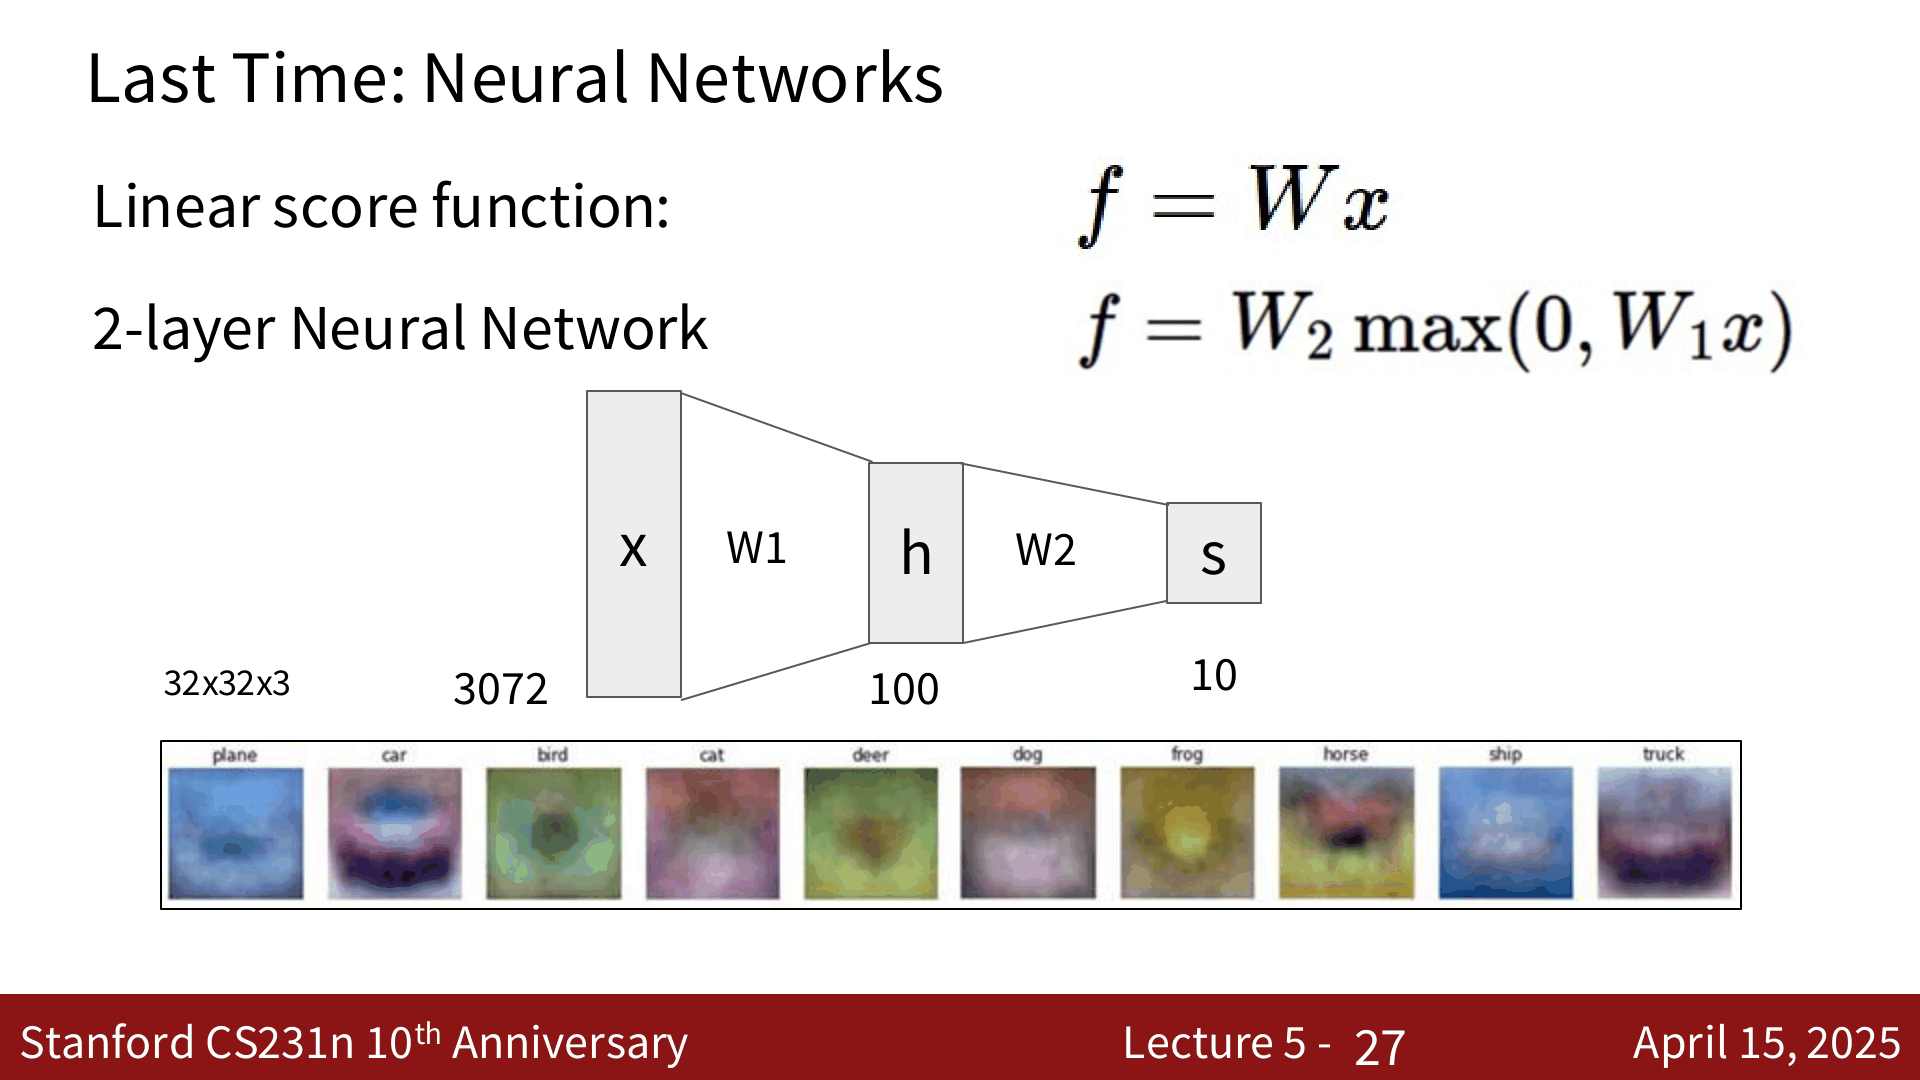 Last Time: Neural Networks
Linear score function:
f = Wx
2-layer Neural Network
f = W₂ max(0, W₁x)
x
W1
h
W2
s
32x32x3
3072
100
10
plane car bird cat deer dog frog horse ship truck
Stanford CS231n 10th Anniversary
Lecture 5 - 27
April 15, 2025